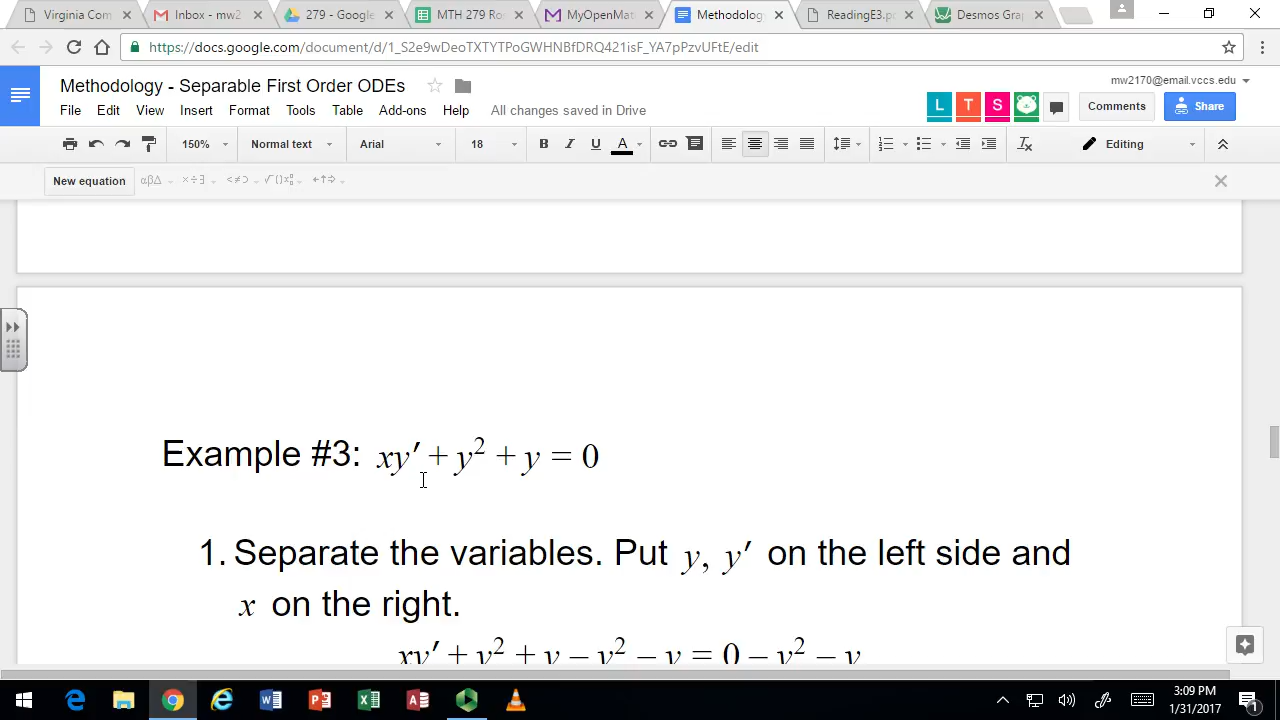 Virginia Com
Inbox - mw2
279 - Google
MTH 279 Ro
MyOpenMat
Methodolog
ReadingE3.p
Desmos Grap
https://docs.google.com/document/d/1_S2e9wDeoTXTYTPoGWHNBfDRQ421isF_YA7pPzvUFtE/edit
Methodology - Separable First Order ODEs
mw2170@email.vccs.edu
File Edit View Insert Format Tools Table Add-ons Help All changes saved in Drive
L T S Comments Share
150% Normal text Arial 18 B I U A Editing
New equation αβΔ ×÷∃ <≠⊃ ←↑⇒
Example #3: xy′ + y² + y = 0
1. Separate the variables. Put y, y′ on the left side and
x on the right.
xy′ + y² + y − y² − y = 0 − y² − y
3:09 PM
1/31/2017
1